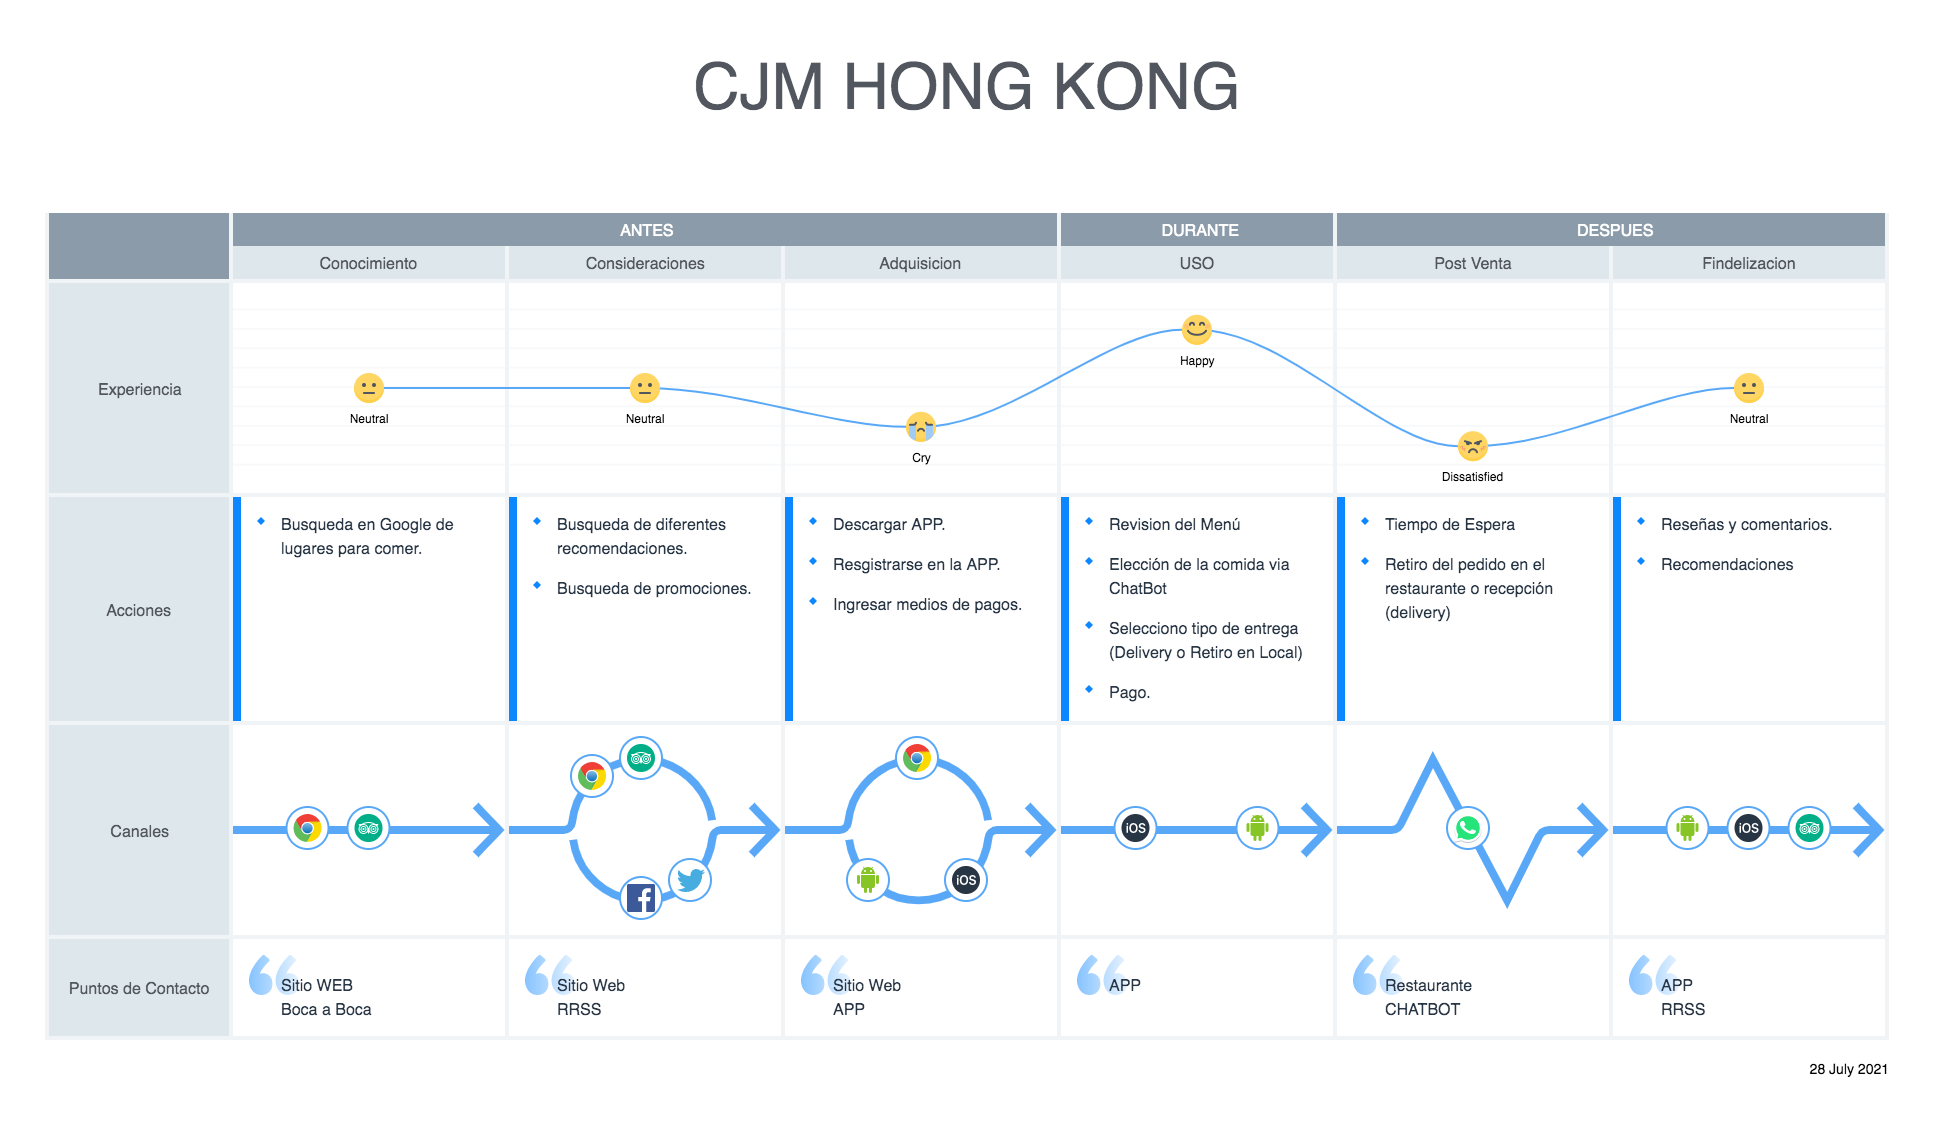 CJM HONG KONG
ANTES
DURANTE
DESPUES
Conocimiento
Consideraciones
Adquisicion
USO
Post Venta
Findelizacion
Experiencia
Neutral
Neutral
Cry
Happy
Dissatisfied
Neutral
Acciones
Busqueda en Google de
lugares para comer.
Busqueda de diferentes
recomendaciones.
Busqueda de promociones.
Descargar APP.
Resgistrarse en la APP.
Ingresar medios de pagos.
Revision del Menú
Elección de la comida via
ChatBot
Selecciono tipo de entrega
(Delivery o Retiro en Local)
Pago.
Tiempo de Espera
Retiro del pedido en el
restaurante o recepción
(delivery)
Reseñas y comentarios.
Recomendaciones
Canales
iOS
iOS
iOS
Puntos de Contacto
Sitio WEB
Boca a Boca
Sitio Web
RRSS
Sitio Web
APP
APP
Restaurante
CHATBOT
APP
RRSS
28 July 2021